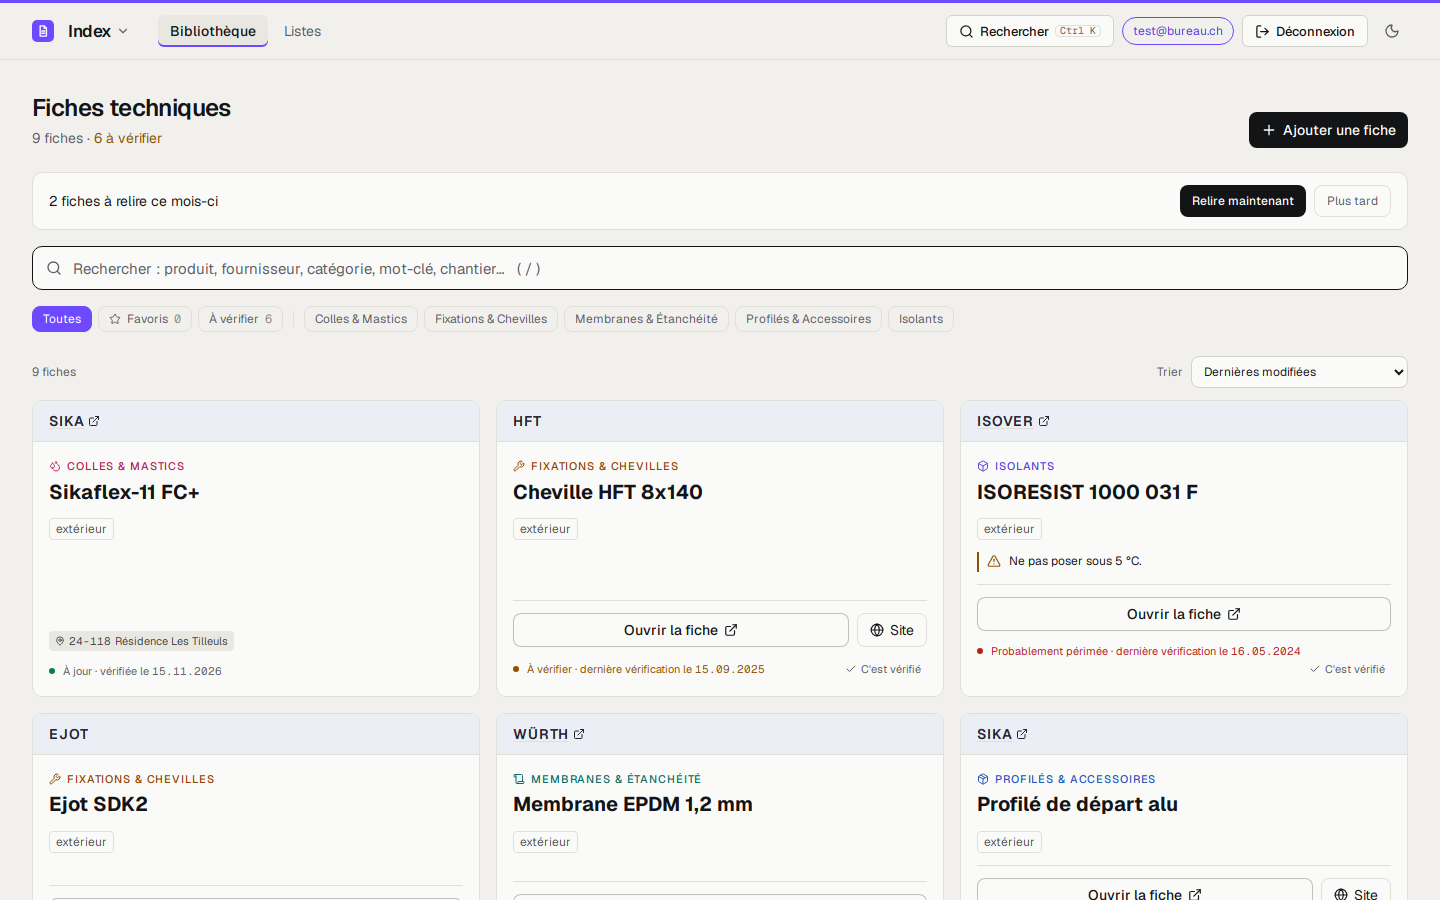 Index
Bibliothèque
Listes
Rechercher Ctrl K
test@bureau.ch
Déconnexion
Fiches techniques
9 fiches · 6 à vérifier
Ajouter une fiche
2 fiches à relire ce mois-ci
Relire maintenant
Plus tard
Rechercher : produit, fournisseur, catégorie, mot-clé, chantier… ( / )
Toutes
Favoris 0
À vérifier 6
Colles & Mastics
Fixations & Chevilles
Membranes & Étanchéité
Profilés & Accessoires
Isolants
9 fiches
Trier
Dernières modifiées
SIKA
COLLES & MASTICS
Sikaflex-11 FC+
extérieur
24-118 Résidence Les Tilleuls
À jour · vérifiée le 15.11.2026
HFT
FIXATIONS & CHEVILLES
Cheville HFT 8x140
extérieur
Ouvrir la fiche
Site
À vérifier · dernière vérification le 15.09.2025
C'est vérifié
ISOVER
ISOLANTS
ISORESIST 1000 031 F
extérieur
Ne pas poser sous 5 °C.
Ouvrir la fiche
Probablement périmée · dernière vérification le 16.05.2024
C'est vérifié
EJOT
FIXATIONS & CHEVILLES
Ejot SDK2
extérieur
WÜRTH
MEMBRANES & ÉTANCHÉITÉ
Membrane EPDM 1,2 mm
extérieur
SIKA
PROFILÉS & ACCESSOIRES
Profilé de départ alu
extérieur
Ouvrir la fiche
Site